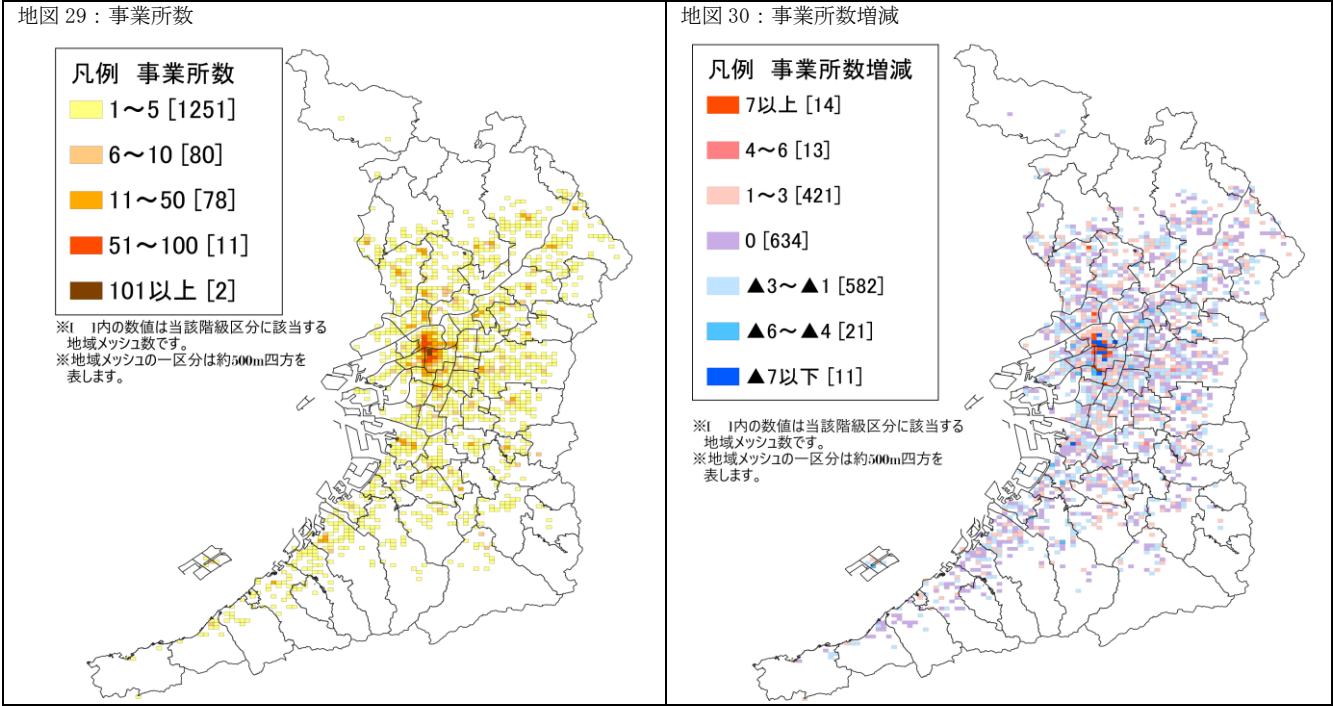 地図 29：事業所数
凡例 事業所数
1～5 [1251]
6～10 [80]
11～50 [78]
51～100 [11]
101以上 [2]
※[ ]内の数値は当該階級区分に該当する
地域メッシュ数です。
※地域メッシュの一区分は約500m四方を
表します。
地図 30：事業所数増減
凡例 事業所数増減
7以上 [14]
4～6 [13]
1～3 [421]
0 [634]
▲3～▲1 [582]
▲6～▲4 [21]
▲7以下 [11]
※[ ]内の数値は当該階級区分に該当する
地域メッシュ数です。
※地域メッシュの一区分は約500m四方を
表します。